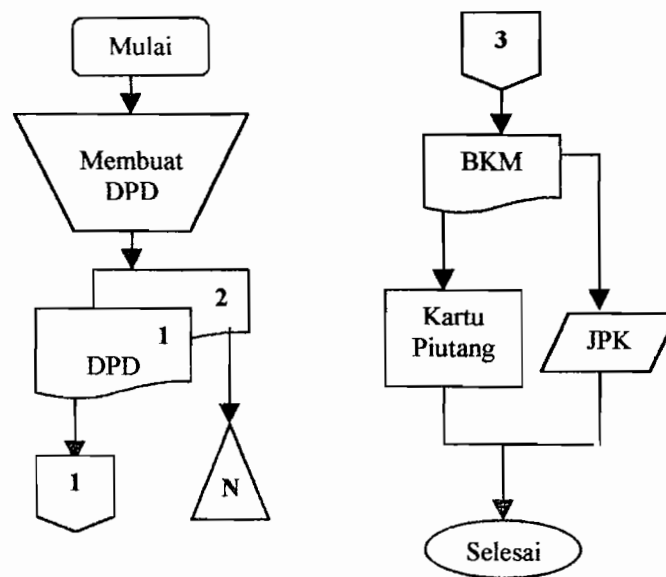 Mulai
Membuat
DPD
2
1
DPD
1
N
3
BKM
Kartu
Piutang
JPK
Selesai